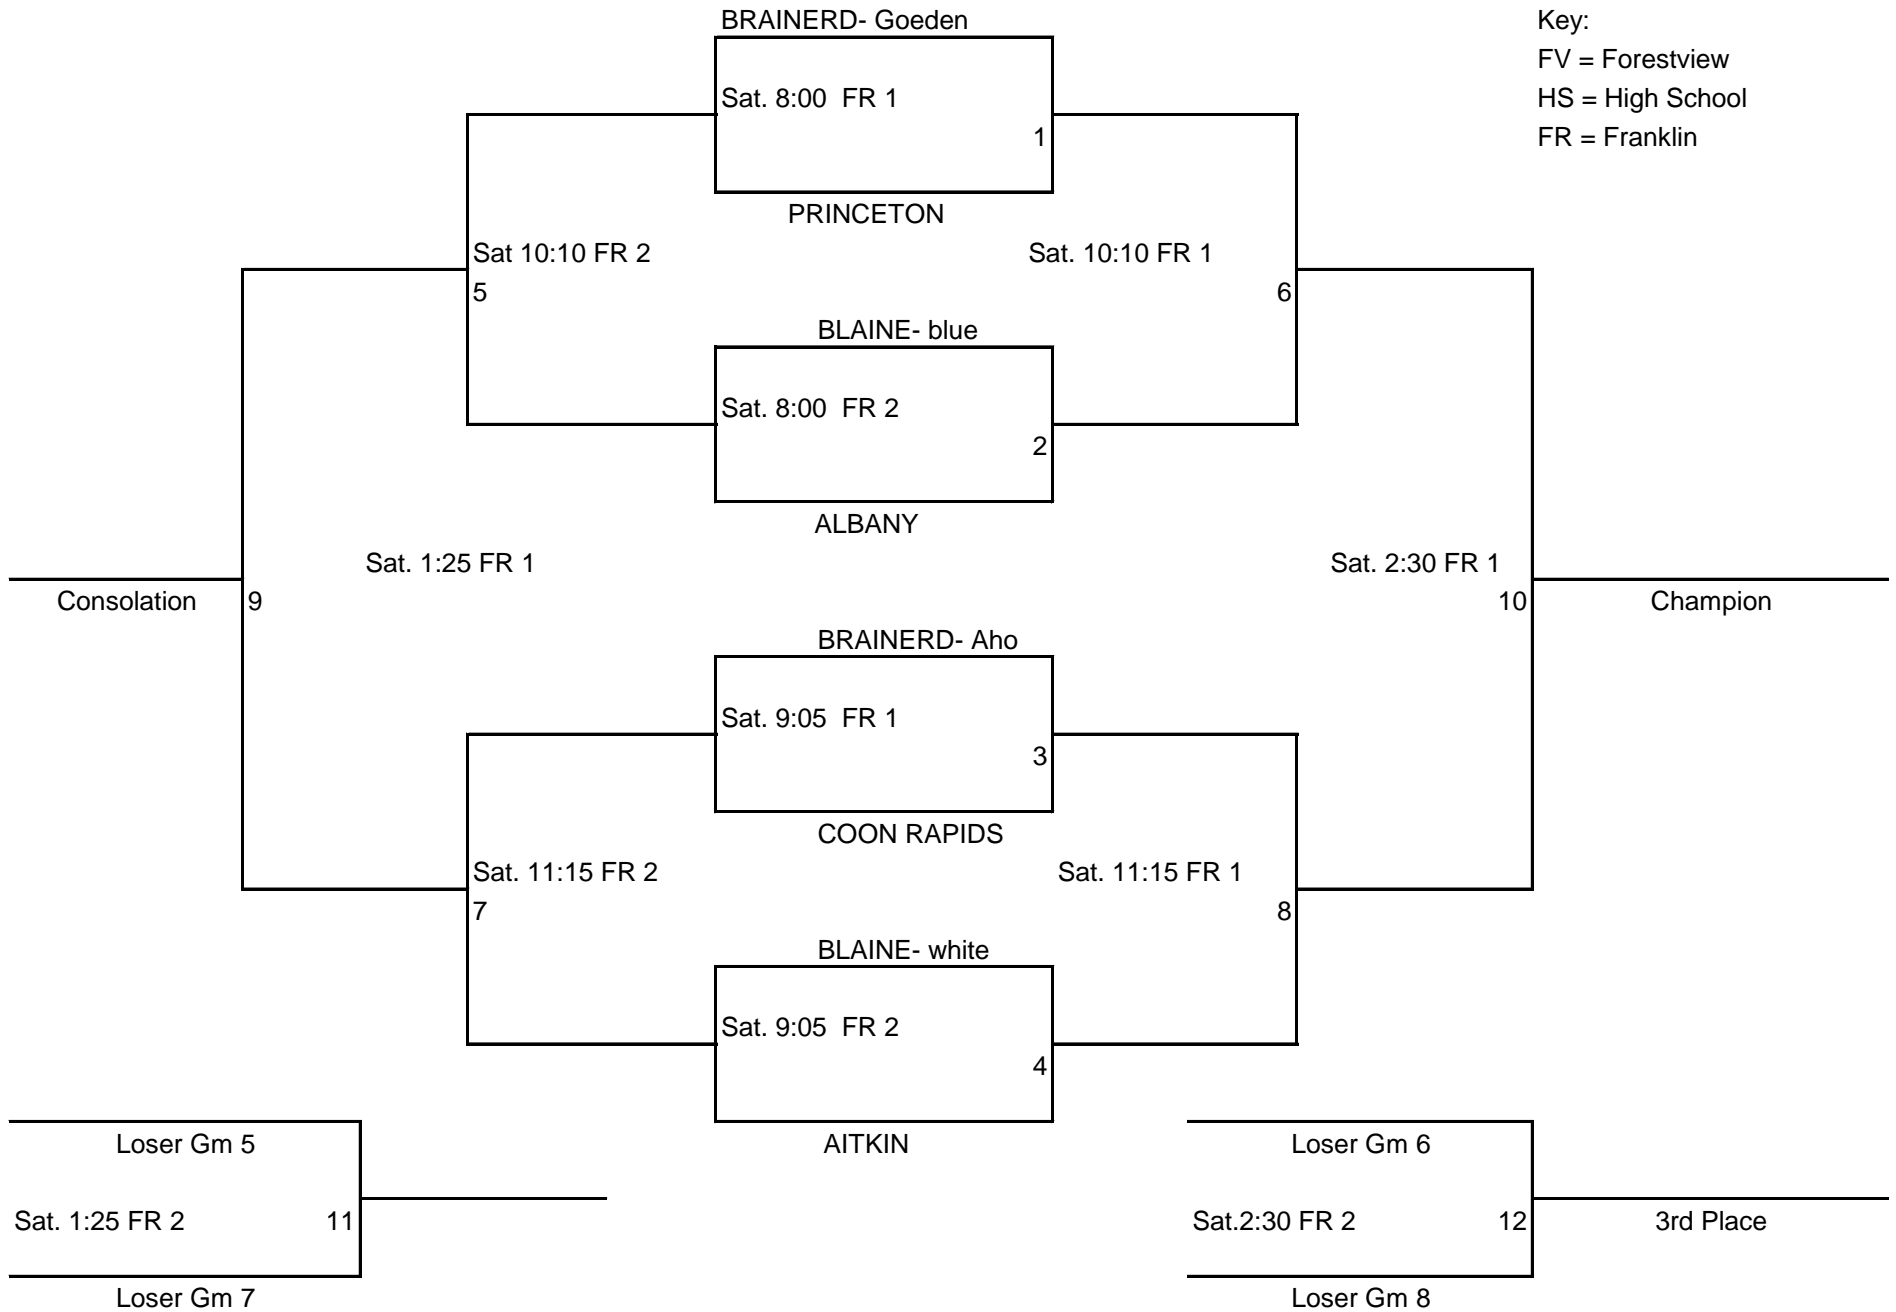 BRAINERD- Goeden
Key:
FV = Forestview
Sat. 8:00  FR 1
HS = High School
1
FR = Franklin
PRINCETON
Sat 10:10 FR 2
Sat. 10:10 FR 1
5
6
BLAINE- blue
Sat. 8:00  FR 2
2
ALBANY
Sat. 1:25 FR 1
Sat. 2:30 FR 1
Consolation
9
10
Champion
BRAINERD- Aho
Sat. 9:05  FR 1
3
COON RAPIDS
Sat. 11:15 FR 2
Sat. 11:15 FR 1
7
8
BLAINE- white
Sat. 9:05  FR 2
4
AITKIN
Loser Gm 5
Loser Gm 6
Sat. 1:25 FR 2
11
Sat.2:30 FR 2
12
3rd Place
Loser Gm 7
Loser Gm 8